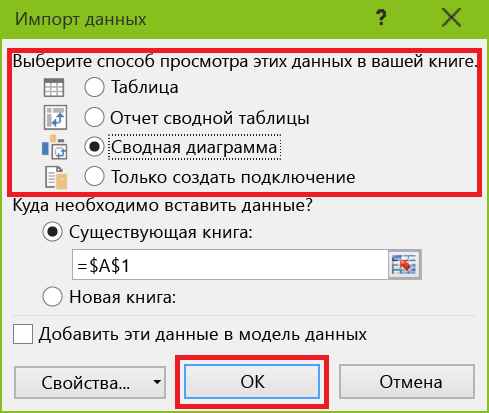 Импорт данных ?
Выберите способ просмотра этих данных в вашей книге.
Таблица
Отчет сводной таблицы
Сводная диаграмма
Только создать подключение
Куда необходимо вставить данные?
Существующая книга:
=$A$1
Новая книга:
Добавить эти данные в модель данных
Свойства... ОК Отмена